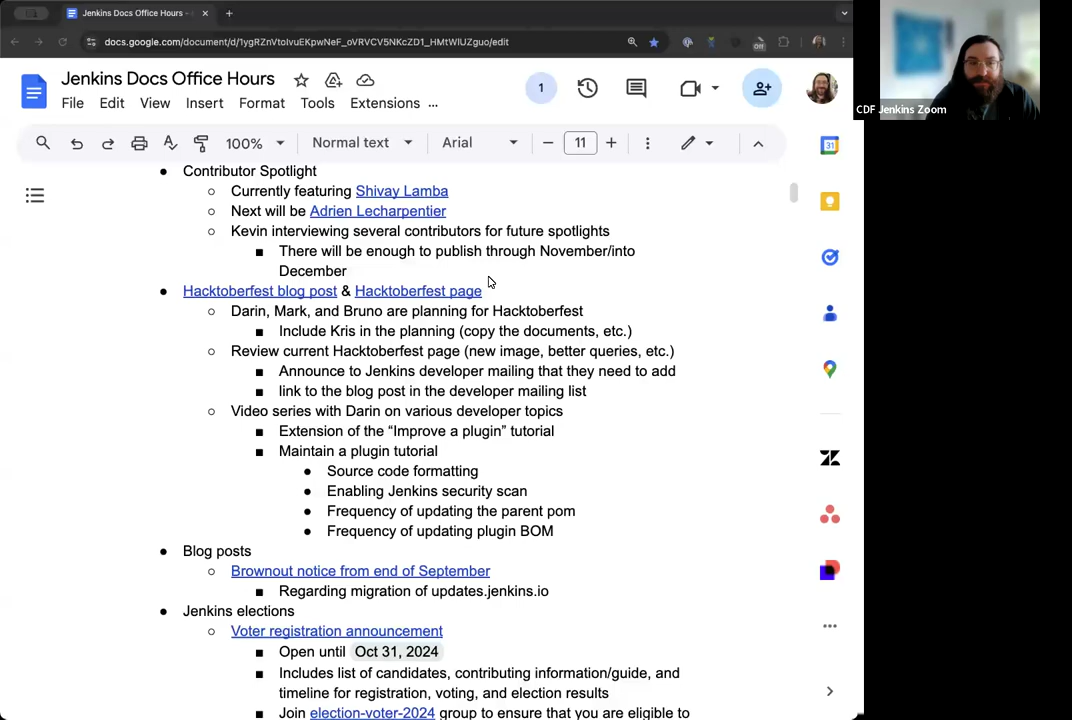 Jenkins Docs Office Hours -
docs.google.com/document/d/1ygRZnVtoIvuEKpwNeF_oVRVCV5NKcZD1_HMtWIUZguo/edit
Off
Jenkins Docs Office Hours
File Edit View Insert Format Tools Extensions ...
1
100% Normal text Arial 11
Contributor Spotlight
Currently featuring Shivay Lamba
Next will be Adrien Lecharpentier
Kevin interviewing several contributors for future spotlights
There will be enough to publish through November/into
December
Hacktoberfest blog post & Hacktoberfest page
Darin, Mark, and Bruno are planning for Hacktoberfest
Include Kris in the planning (copy the documents, etc.)
Review current Hacktoberfest page (new image, better queries, etc.)
Announce to Jenkins developer mailing that they need to add
link to the blog post in the developer mailing list
Video series with Darin on various developer topics
Extension of the “Improve a plugin” tutorial
Maintain a plugin tutorial
Source code formatting
Enabling Jenkins security scan
Frequency of updating the parent pom
Frequency of updating plugin BOM
Blog posts
Brownout notice from end of September
Regarding migration of updates.jenkins.io
Jenkins elections
Voter registration announcement
Open until Oct 31, 2024
Includes list of candidates, contributing information/guide, and
timeline for registration, voting, and election results
Join election-voter-2024 group to ensure that you are eligible to
CDF Jenkins Zoom
31